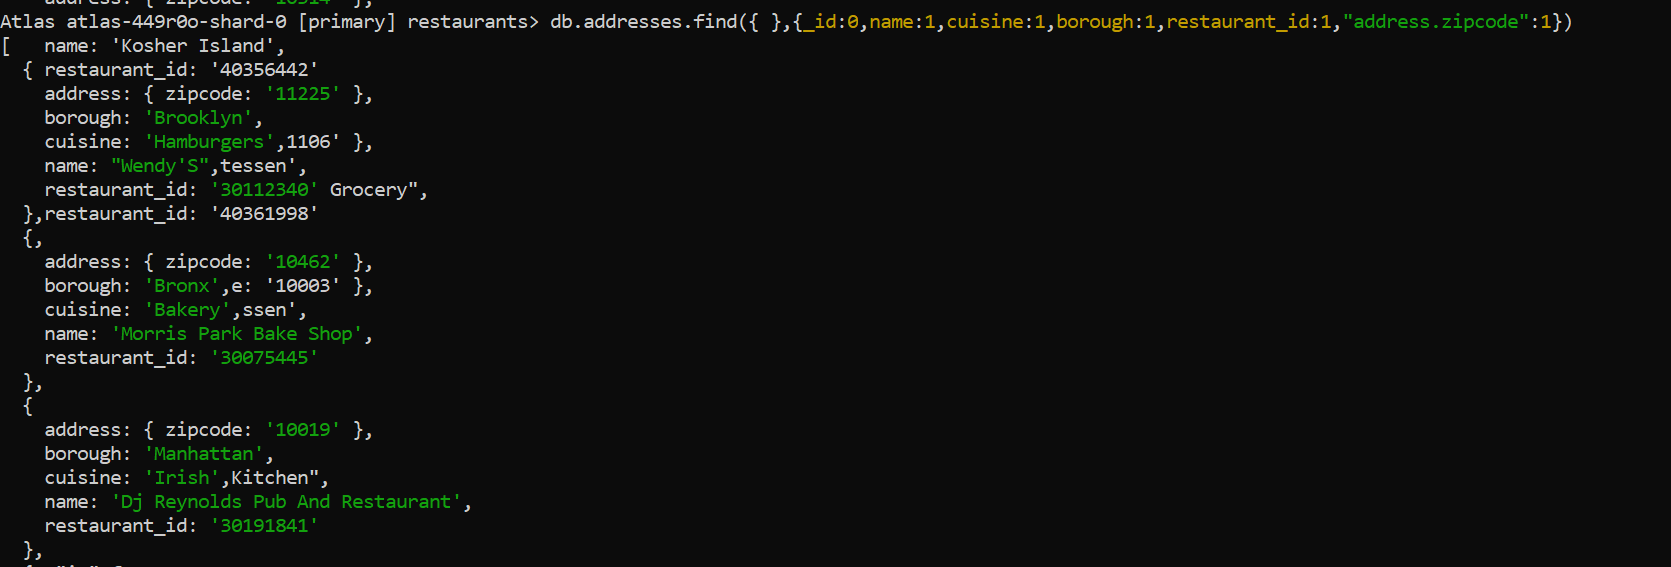 Atlas atlas-449r0o-shard-0 [primary] restaurants> db.addresses.find({ },{_id:0,name:1,cuisine:1,borough:1,restaurant_id:1,"address.zipcode":1})
[   name: 'Kosher Island',
  { restaurant_id: '40356442'
    address: { zipcode: '11225' },
    borough: 'Brooklyn',
    cuisine: 'Hamburgers',1106' },
    name: "Wendy'S",tessen',
    restaurant_id: '30112340' Grocery",
  },restaurant_id: '40361998'
  {,
    address: { zipcode: '10462' },
    borough: 'Bronx',e: '10003' },
    cuisine: 'Bakery',ssen',
    name: 'Morris Park Bake Shop',
    restaurant_id: '30075445'
  },
  {
    address: { zipcode: '10019' },
    borough: 'Manhattan',
    cuisine: 'Irish',Kitchen",
    name: 'Dj Reynolds Pub And Restaurant',
    restaurant_id: '30191841'
  },